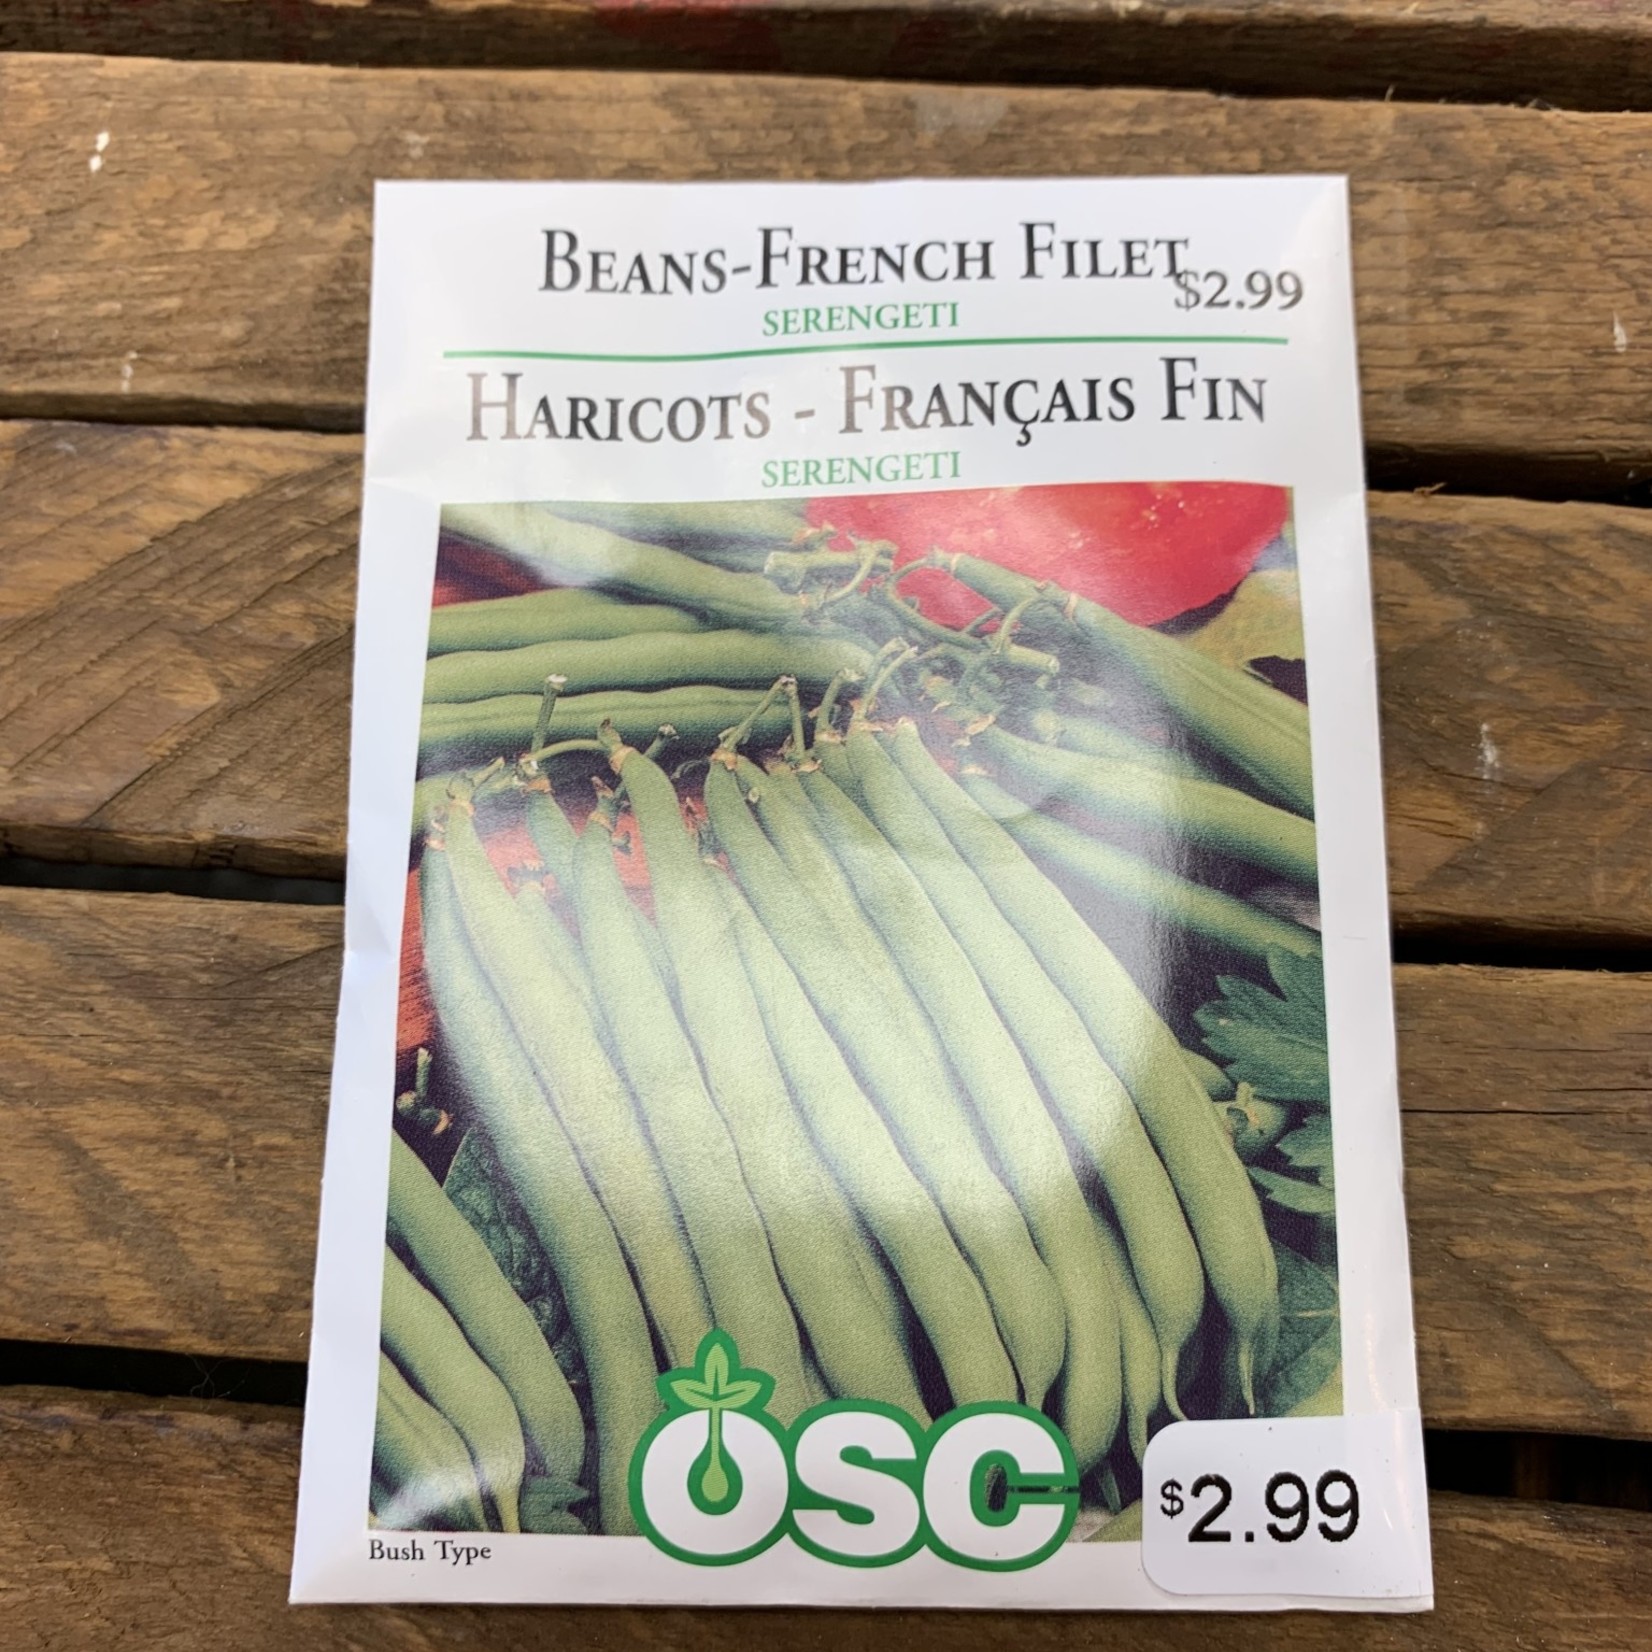 BEANS-FRENCH FILET
$2.99
SERENGETI
HARICOTS - FRANÇAIS FIN
SERENGETI
OSC
$2.99
Bush Type